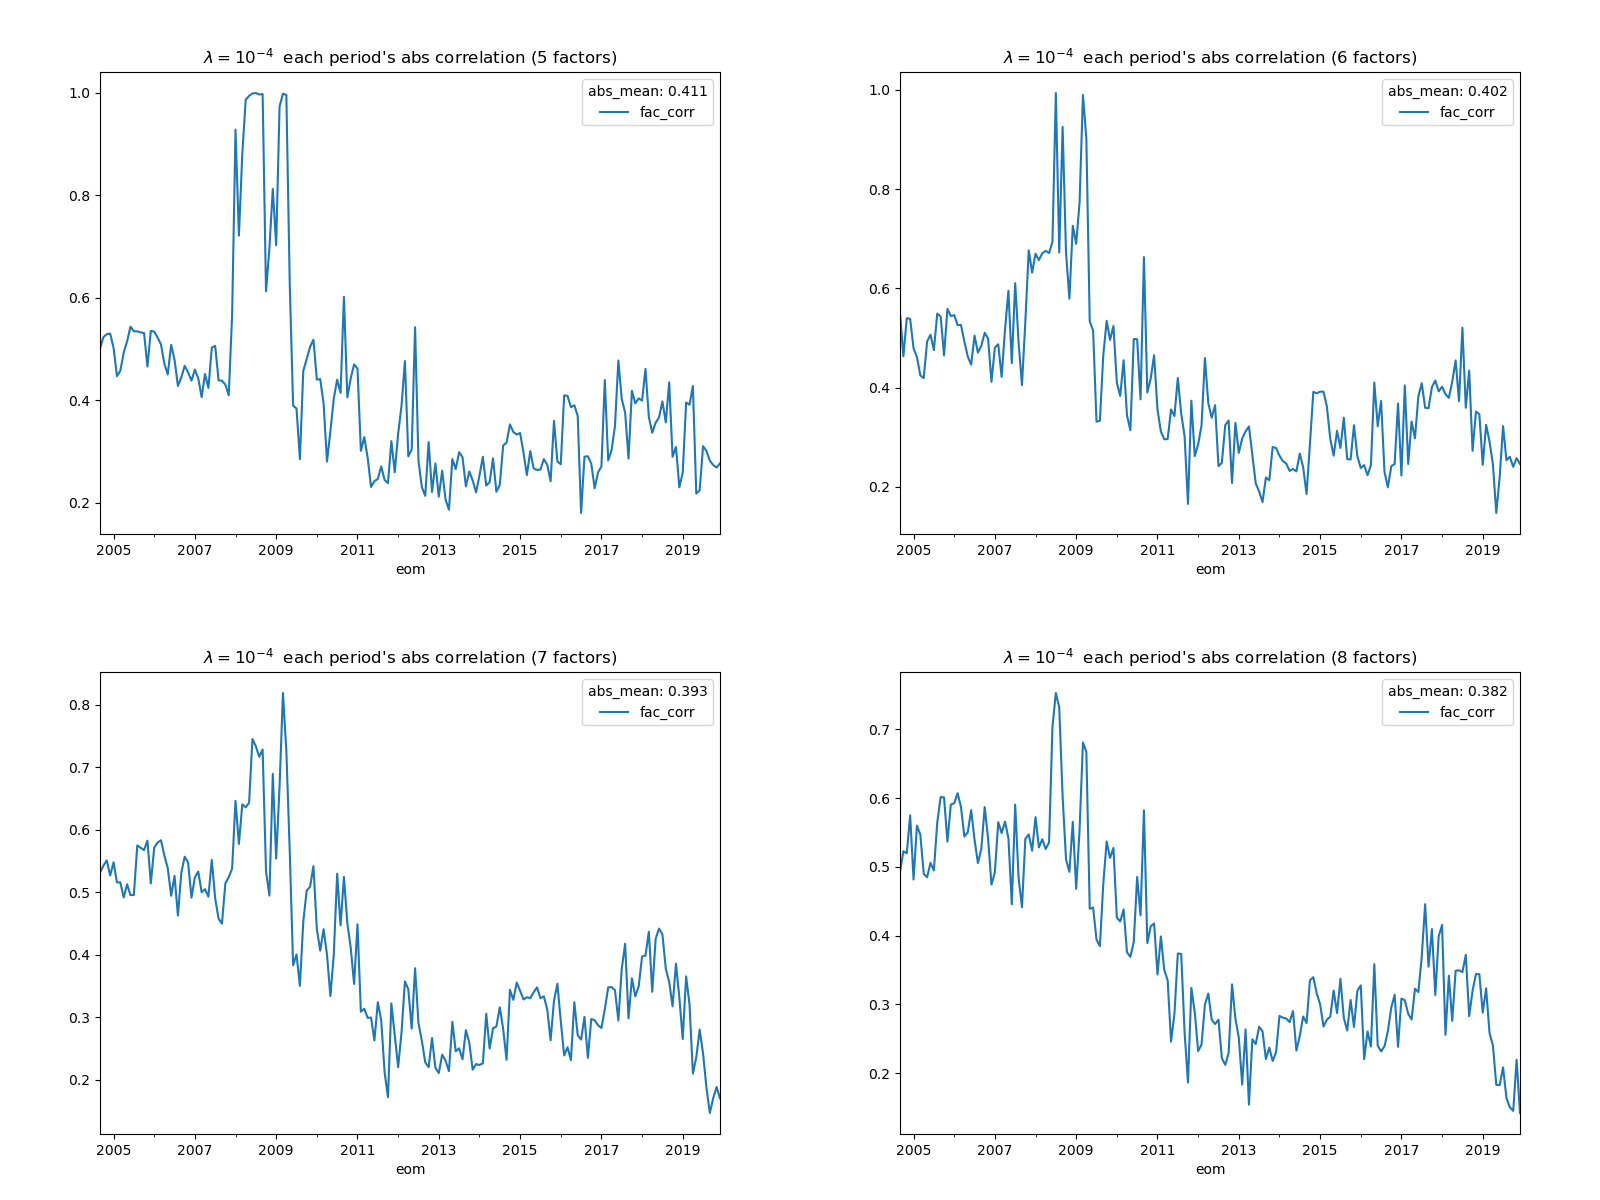 λ = 10⁻⁴ each period's abs correlation (5 factors)
abs_mean: 0.411
fac_corr
1.0
0.8
0.6
0.4
0.2
2005 2007 2009 2011 2013 2015 2017 2019
eom
λ = 10⁻⁴ each period's abs correlation (6 factors)
abs_mean: 0.402
fac_corr
1.0
0.8
0.6
0.4
0.2
2005 2007 2009 2011 2013 2015 2017 2019
eom
λ = 10⁻⁴ each period's abs correlation (7 factors)
abs_mean: 0.393
fac_corr
0.8
0.7
0.6
0.5
0.4
0.3
0.2
2005 2007 2009 2011 2013 2015 2017 2019
eom
λ = 10⁻⁴ each period's abs correlation (8 factors)
abs_mean: 0.382
fac_corr
0.7
0.6
0.5
0.4
0.3
0.2
2005 2007 2009 2011 2013 2015 2017 2019
eom